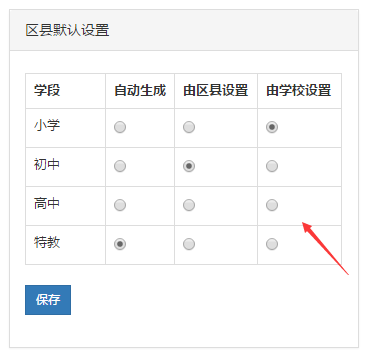 区县默认设置
学段 自动生成 由区县设置 由学校设置
小学
初中
高中
特教
保存